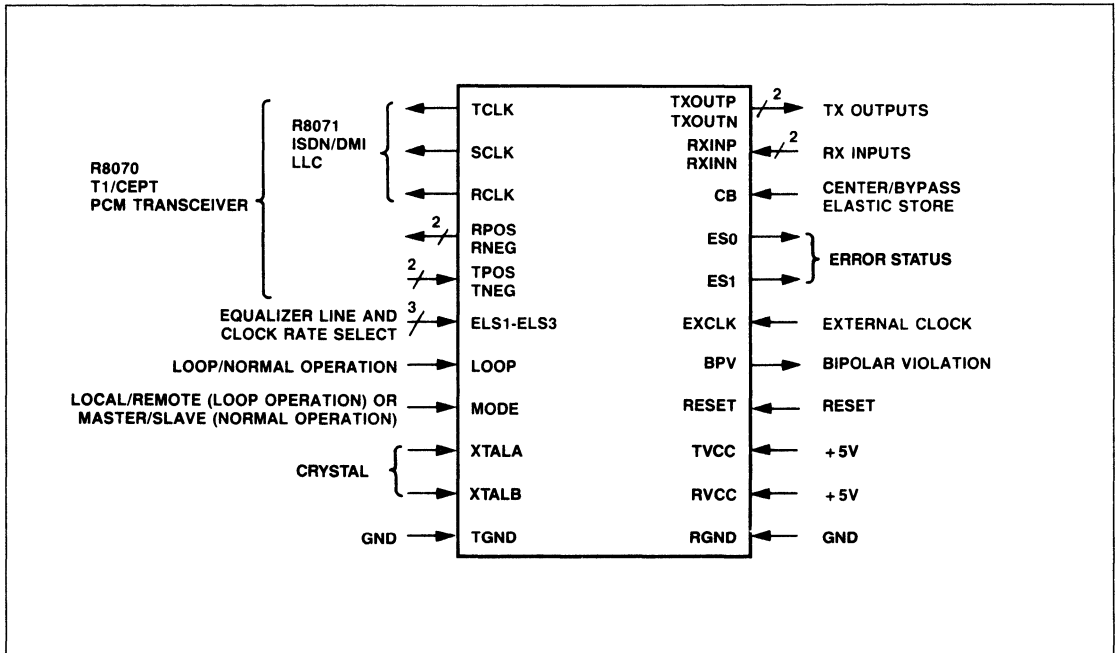 R8070
T1/CEPT
PCM TRANSCEIVER
R8071
ISDN/DMI
LLC
TCLK
SCLK
RCLK
2
RPOS
RNEG
2
TPOS
TNEG
EQUALIZER LINE AND
CLOCK RATE SELECT
3
ELS1-ELS3
LOOP/NORMAL OPERATION
LOOP
LOCAL/REMOTE (LOOP OPERATION) OR
MASTER/SLAVE (NORMAL OPERATION)
MODE
CRYSTAL
XTALA
XTALB
GND
TGND
TXOUTP
TXOUTN
2
TX OUTPUTS
RXINP
RXINN
2
RX INPUTS
CB
CENTER/BYPASS
ELASTIC STORE
ES0
ES1
ERROR STATUS
EXCLK
EXTERNAL CLOCK
BPV
BIPOLAR VIOLATION
RESET
RESET
TVCC
+5V
RVCC
+5V
RGND
GND